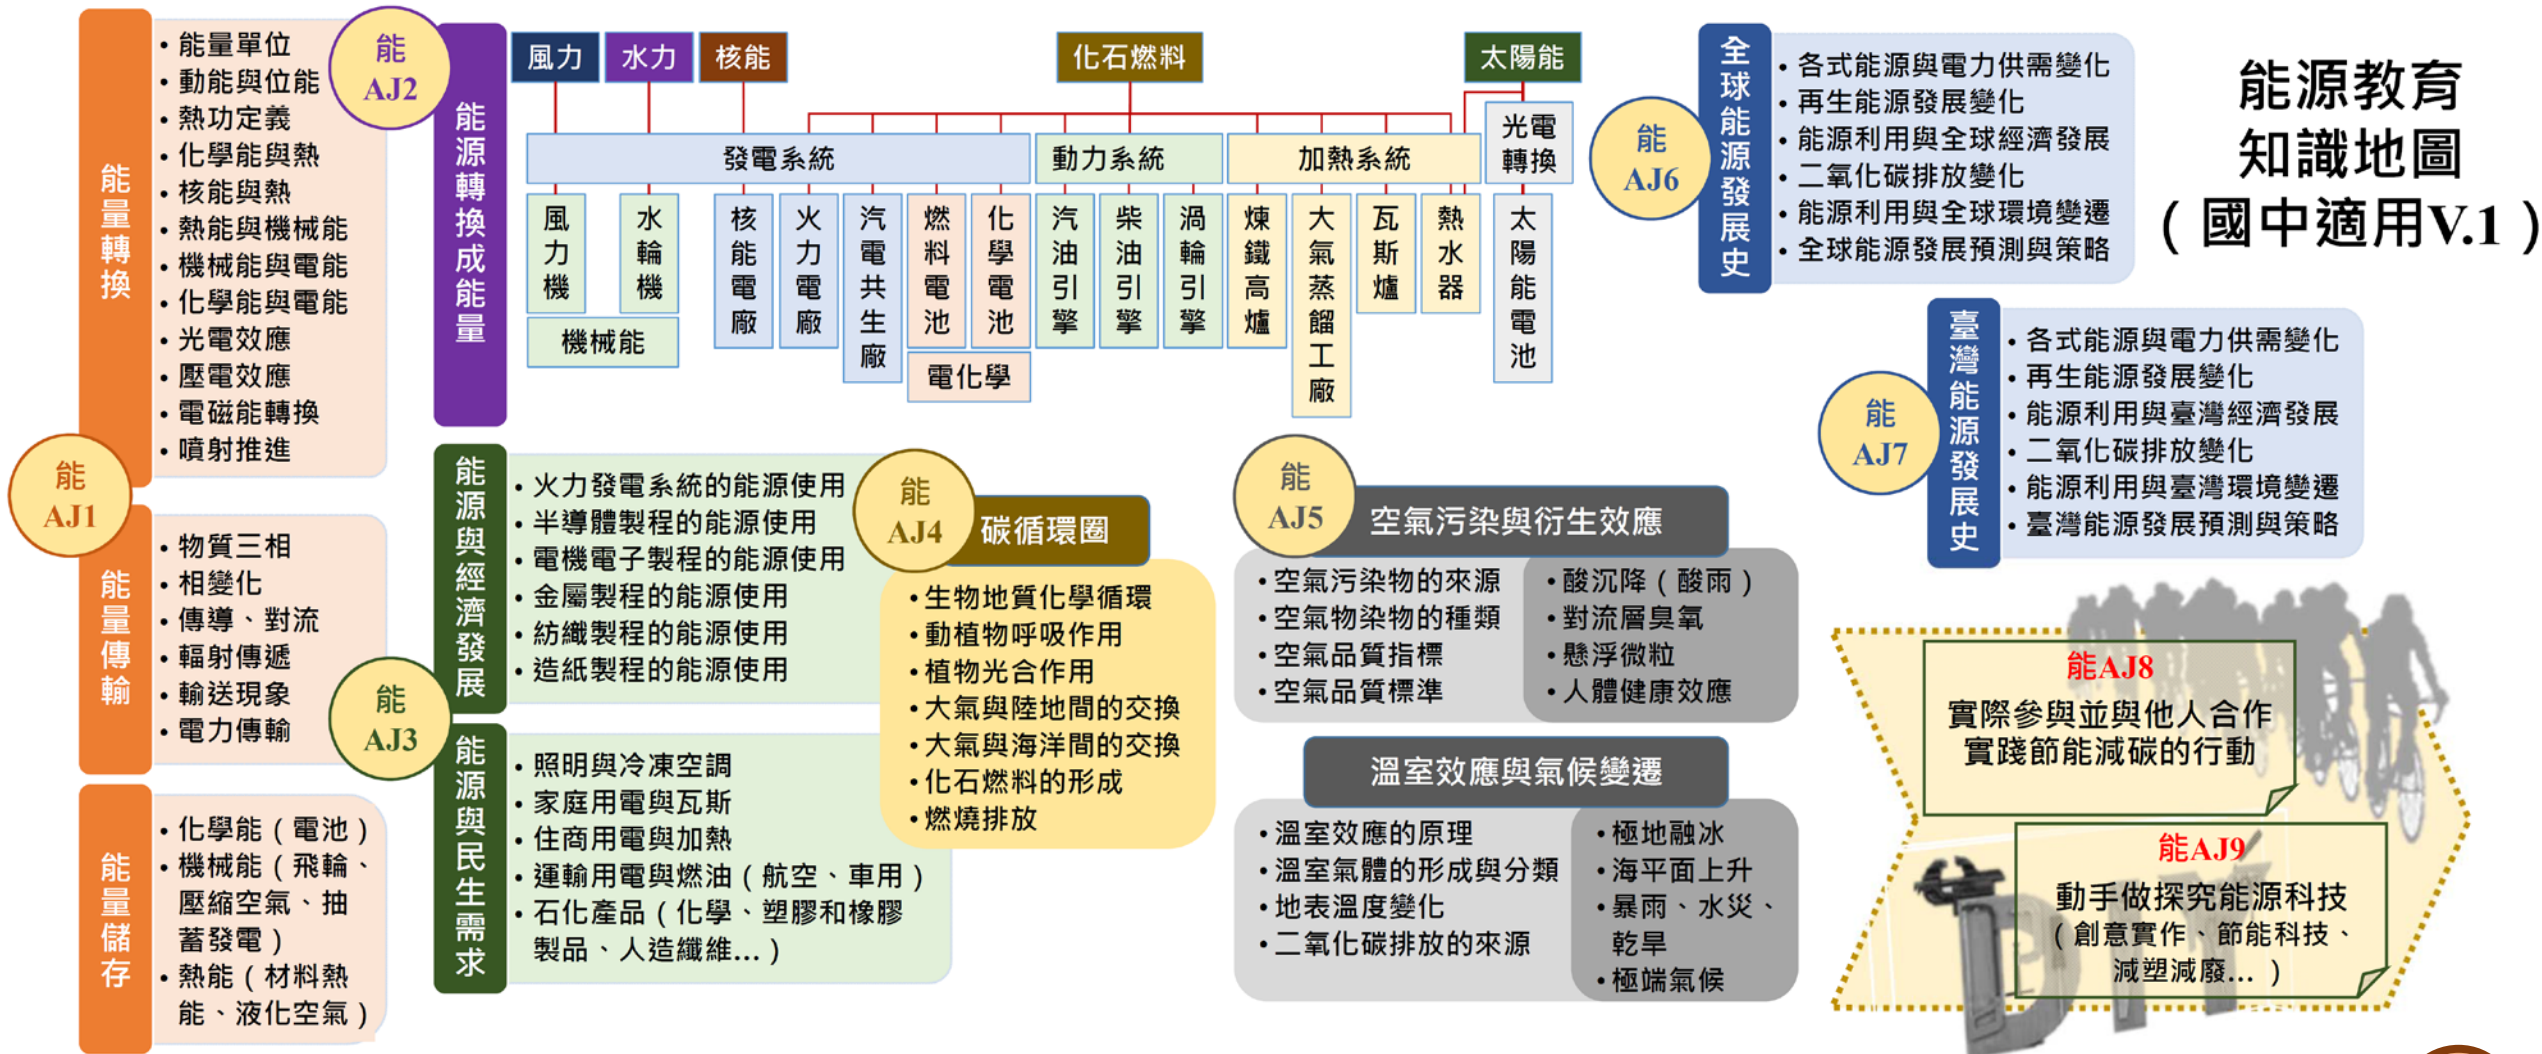 能源教育
知識地圖
（國中適用V.1）
能
AJ1
能量轉換
• 能量單位
• 動能與位能
• 熱功定義
• 化學能與熱
• 核能與熱
• 熱能與機械能
• 機械能與電能
• 化學能與電能
• 光電效應
• 壓電效應
• 電磁能轉換
• 噴射推進
能量傳輸
• 物質三相
• 相變化
• 傳導、對流
• 輻射傳遞
• 輸送現象
• 電力傳輸
能量儲存
• 化學能（電池）
• 機械能（飛輪、
壓縮空氣、抽
蓄發電）
• 熱能（材料熱
能、液化空氣）
能
AJ2
能源轉換成能量
風力
水力
核能
化石燃料
太陽能
發電系統
動力系統
加熱系統
光電
轉換
風力機
水輪機
核能電廠
火力電廠
汽電共生廠
燃料電池
化學電池
汽油引擎
柴油引擎
渦輪引擎
煉鐵高爐
大氣蒸餾工廠
瓦斯爐
熱水器
太陽能電池
機械能
電化學
能
AJ3
能源與經濟發展
• 火力發電系統的能源使用
• 半導體製程的能源使用
• 電機電子製程的能源使用
• 金屬製程的能源使用
• 紡織製程的能源使用
• 造紙製程的能源使用
能源與民生需求
• 照明與冷凍空調
• 家庭用電與瓦斯
• 住商用電與加熱
• 運輸用電與燃油（航空、車用）
• 石化產品（化學、塑膠和橡膠
製品、人造纖維...）
能
AJ4
碳循環圈
• 生物地質化學循環
• 動植物呼吸作用
• 植物光合作用
• 大氣與陸地間的交換
• 大氣與海洋間的交換
• 化石燃料的形成
• 燃燒排放
能
AJ5
空氣污染與衍生效應
• 空氣污染物的來源
• 空氣物染物的種類
• 空氣品質指標
• 空氣品質標準
• 酸沉降（酸雨）
• 對流層臭氧
• 懸浮微粒
• 人體健康效應
溫室效應與氣候變遷
• 溫室效應的原理
• 溫室氣體的形成與分類
• 地表溫度變化
• 二氧化碳排放的來源
• 極地融冰
• 海平面上升
• 暴雨、水災、
乾旱
• 極端氣候
能
AJ6
全球能源發展史
• 各式能源與電力供需變化
• 再生能源發展變化
• 能源利用與全球經濟發展
• 二氧化碳排放變化
• 能源利用與全球環境變遷
• 全球能源發展預測與策略
能
AJ7
臺灣能源發展史
• 各式能源與電力供需變化
• 再生能源發展變化
• 能源利用與臺灣經濟發展
• 二氧化碳排放變化
• 能源利用與臺灣環境變遷
• 臺灣能源發展預測與策略
能AJ8
實際參與並與他人合作
實踐節能減碳的行動
能AJ9
動手做探究能源科技
（創意實作、節能科技、
減塑減廢...）
DIY